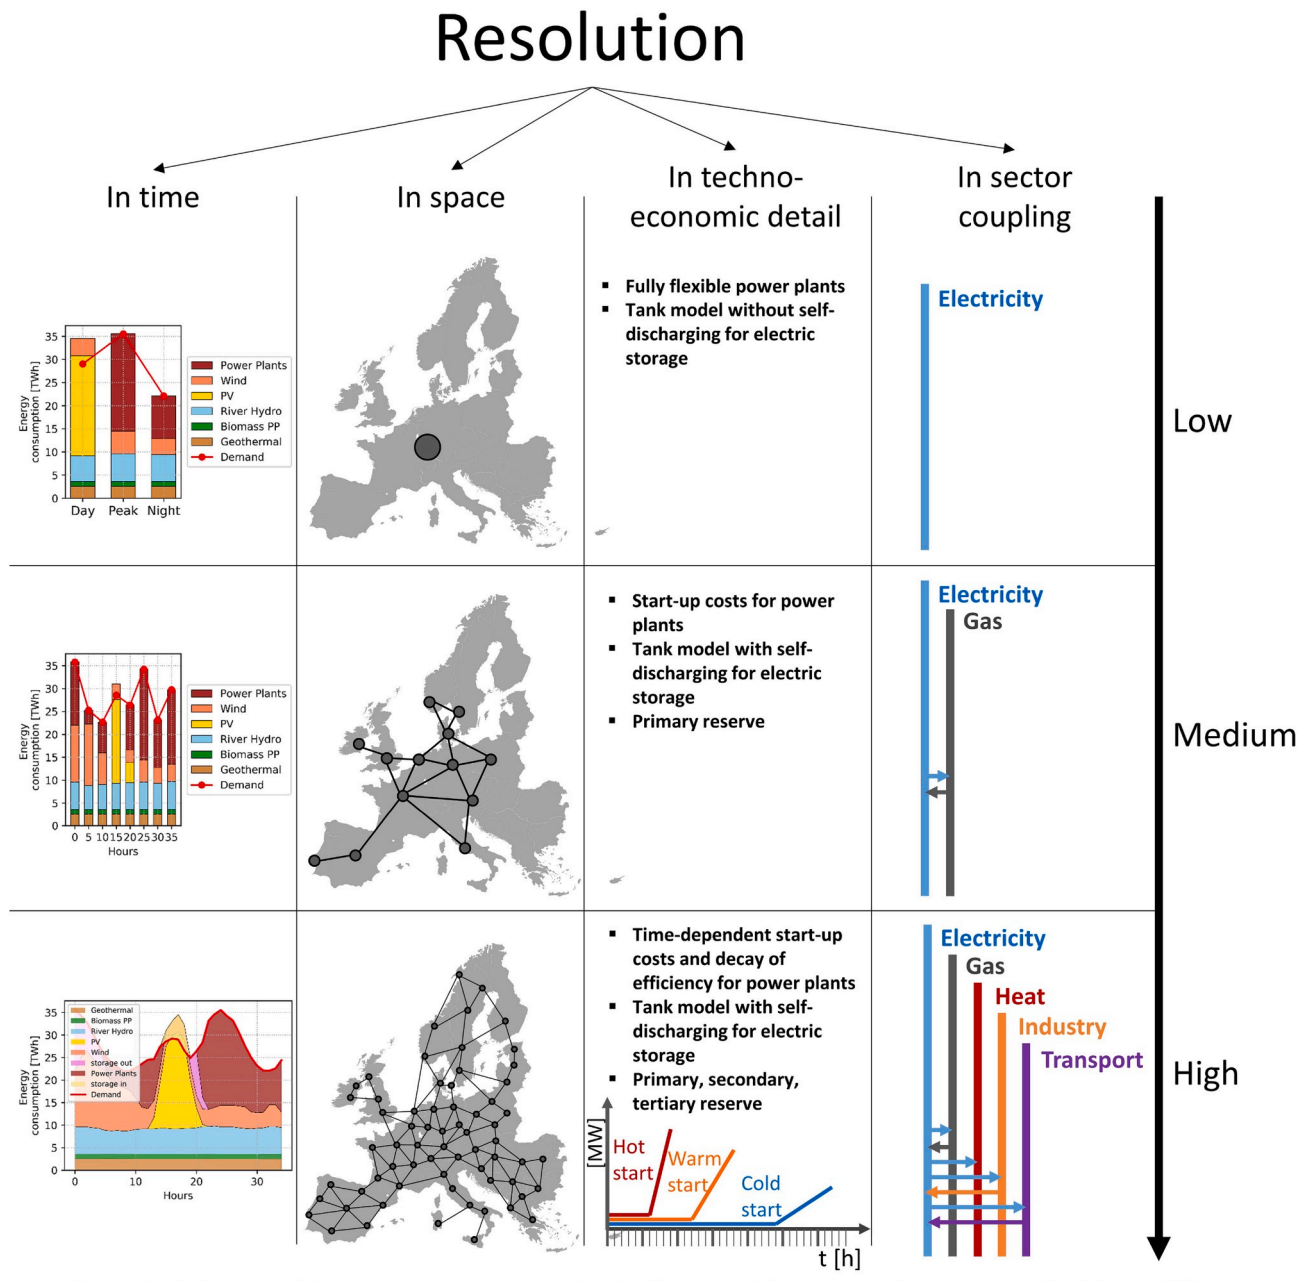 Resolution
In time
In space
In techno-
economic detail
In sector
coupling
Energy
consumption [TWh]
35
30
25
20
15
10
5
0
Day Peak Night
Power Plants
Wind
PV
River Hydro
Biomass PP
Geothermal
Demand
▪ Fully flexible power plants
▪ Tank model without self-
discharging for electric
storage
Electricity
Low
Energy
consumption [TWh]
35
30
25
20
15
10
5
0
0 5 10 15 20 25 30 35
Hours
Power Plants
Wind
PV
River Hydro
Biomass PP
Geothermal
Demand
▪ Start-up costs for power
plants
▪ Tank model with self-
discharging for electric
storage
▪ Primary reserve
Electricity
Gas
Medium
Energy
consumption [TWh]
35
30
25
20
15
10
5
0
0 10 20 30
Hours
Geothermal
Biomass PP
River Hydro
PV
Wind
storage out
Power Plants
storage in
Demand
▪ Time-dependent start-up
costs and decay of
efficiency for power plants
▪ Tank model with self-
discharging for electric
storage
▪ Primary, secondary,
tertiary reserve
[MW]
Hot
start
Warm
start
Cold
start
t [h]
Electricity
Gas
Heat
Industry
Transport
High